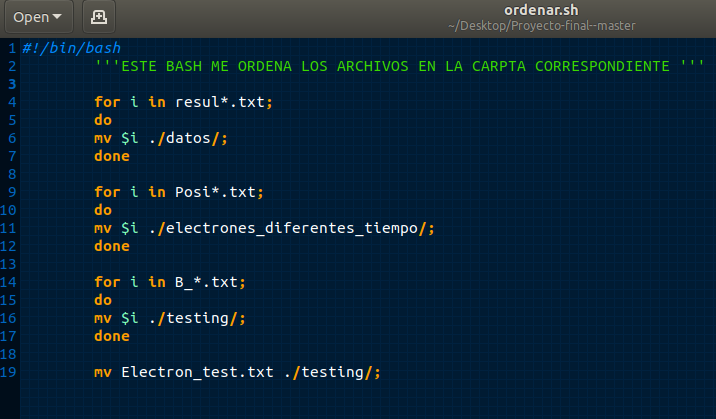 Open
ordenar.sh
~/Desktop/Proyecto-final--master
1 #!/bin/bash
2 '''ESTE BASH ME ORDENA LOS ARCHIVOS EN LA CARPTA CORRESPONDIENTE '''
3
4 for i in resul*.txt;
5 do
6 mv $i ./datos/;
7 done
8
9 for i in Posi*.txt;
10 do
11 mv $i ./electrones_diferentes_tiempo/;
12 done
13
14 for i in B_*.txt;
15 do
16 mv $i ./testing/;
17 done
18
19 mv Electron_test.txt ./testing/;